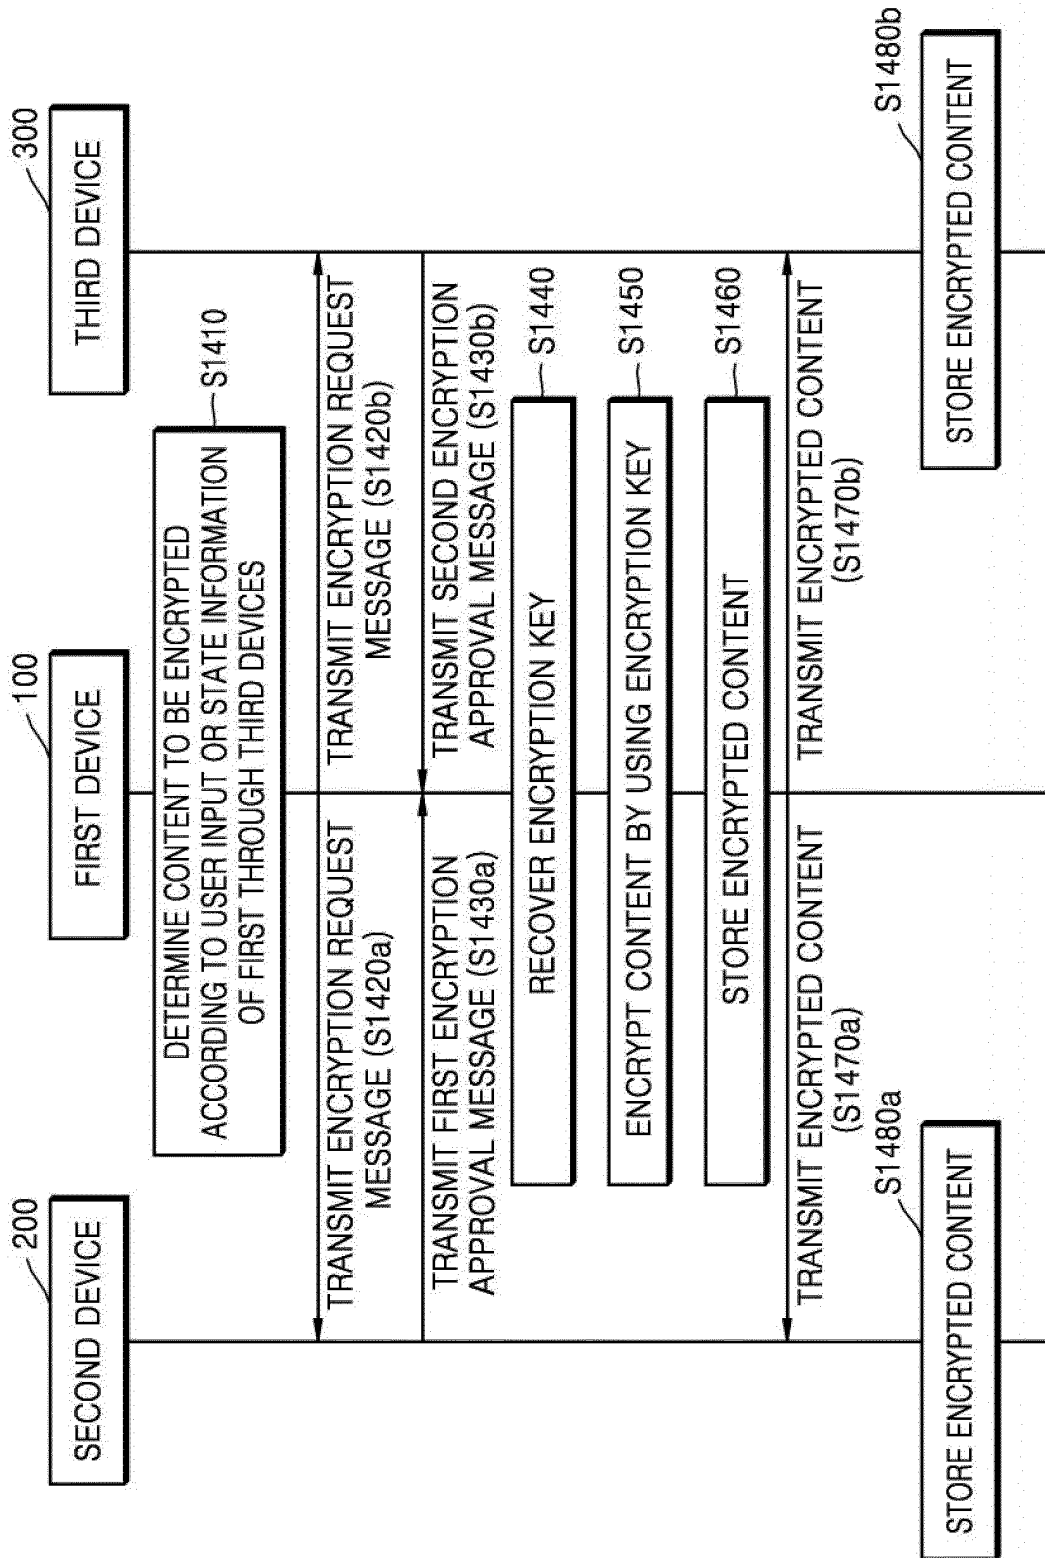 200
SECOND DEVICE
100
FIRST DEVICE
300
THIRD DEVICE
S1410
DETERMINE CONTENT TO BE ENCRYPTED
ACCORDING TO USER INPUT OR STATE INFORMATION
OF FIRST THROUGH THIRD DEVICES
TRANSMIT ENCRYPTION REQUEST
MESSAGE (S1420a)
TRANSMIT ENCRYPTION REQUEST
MESSAGE (S1420b)
TRANSMIT FIRST ENCRYPTION
APPROVAL MESSAGE (S1430a)
TRANSMIT SECOND ENCRYPTION
APPROVAL MESSAGE (S1430b)
RECOVER ENCRYPTION KEY
S1440
ENCRYPT CONTENT BY USING ENCRYPTION KEY
S1450
STORE ENCRYPTED CONTENT
S1460
TRANSMIT ENCRYPTED CONTENT
(S1470a)
TRANSMIT ENCRYPTED CONTENT
(S1470b)
S1480a
STORE ENCRYPTED CONTENT
S1480b
STORE ENCRYPTED CONTENT